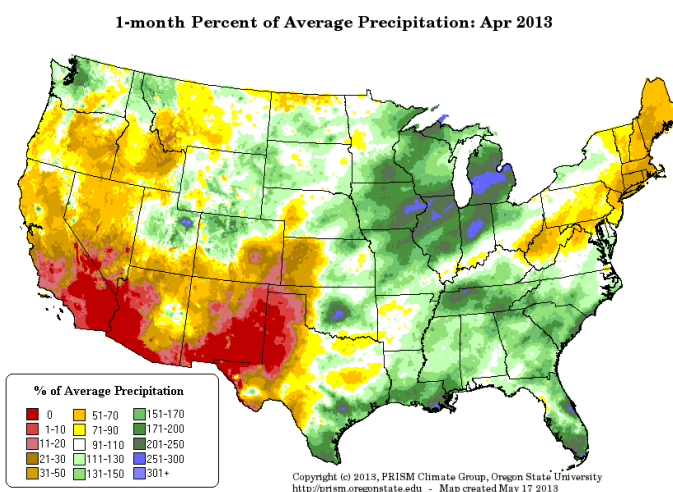 1-month Percent of Average Precipitation: Apr 2013
% of Average Precipitation
0 51-70 151-170
1-10 71-90 171-200
11-20 91-110 201-250
21-30 111-130 251-300
31-50 131-150 301+
Copyright (c) 2013, PRISM Climate Group, Oregon State University
http://prism.oregonstate.edu - Map created May 17 2013